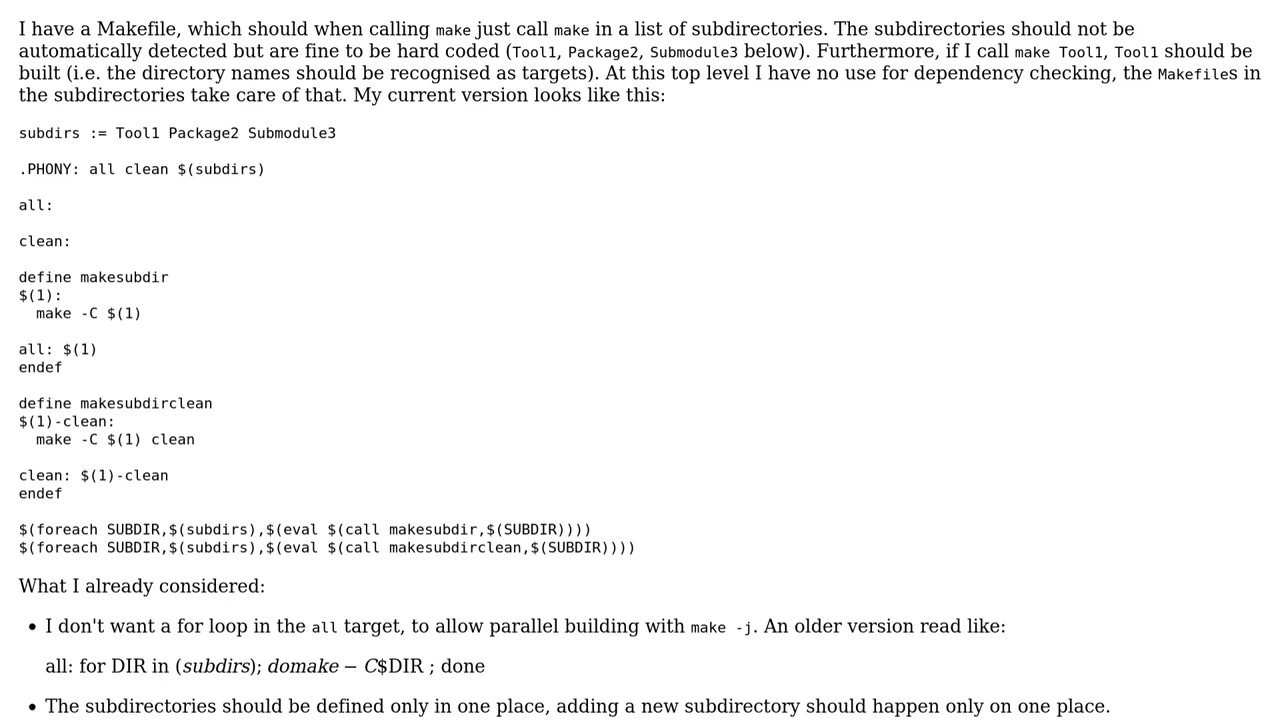 I have a Makefile, which should when calling make just call make in a list of subdirectories. The subdirectories should not be
automatically detected but are fine to be hard coded (Tool1, Package2, Submodule3 below). Furthermore, if I call make Tool1, Tool1 should be
built (i.e. the directory names should be recognised as targets). At this top level I have no use for dependency checking, the Makefiles in
the subdirectories take care of that. My current version looks like this:
subdirs := Tool1 Package2 Submodule3
.PHONY: all clean $(subdirs)
all:
clean:
define makesubdir
$(1):
  make -C $(1)
all: $(1)
endef
define makesubdirclean
$(1)-clean:
  make -C $(1) clean
clean: $(1)-clean
endef
$(foreach SUBDIR,$(subdirs),$(eval $(call makesubdir,$(SUBDIR))))
$(foreach SUBDIR,$(subdirs),$(eval $(call makesubdirclean,$(SUBDIR))))
What I already considered:
• I don't want a for loop in the all target, to allow parallel building with make -j. An older version read like:
all: for DIR in (subdirs); domake − C$DIR ; done
• The subdirectories should be defined only in one place, adding a new subdirectory should happen only on one place.